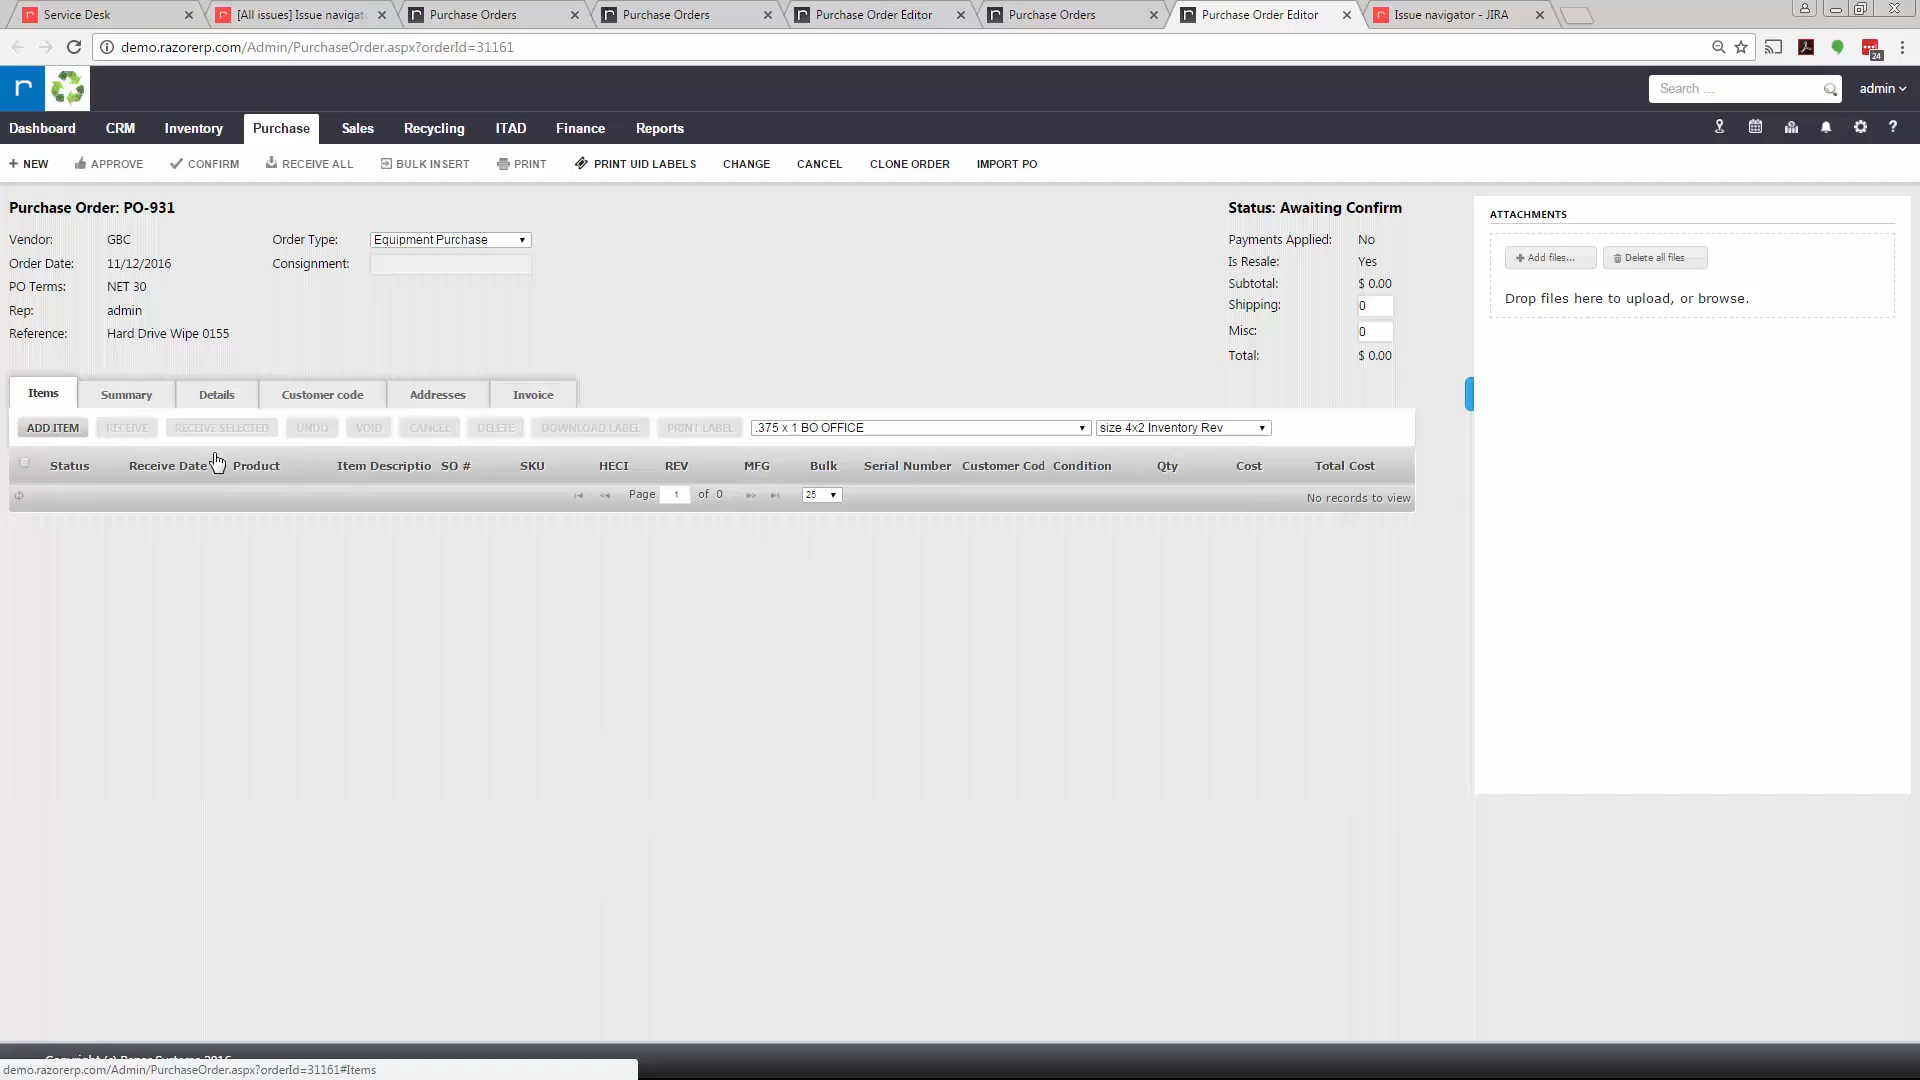 Service Desk
[All issues] Issue navigat
Purchase Orders
Purchase Orders
Purchase Order Editor
Purchase Orders
Purchase Order Editor
Issue navigator - JIRA
demo.razorerp.com/Admin/PurchaseOrder.aspx?orderId=31161
24
r
Search ...
admin
Dashboard CRM Inventory Purchase Sales Recycling ITAD Finance Reports
?
+ NEW APPROVE CONFIRM RECEIVE ALL BULK INSERT PRINT PRINT UID LABELS CHANGE CANCEL CLONE ORDER IMPORT PO
Purchase Order: PO-931
Vendor: GBC
Order Date: 11/12/2016
PO Terms: NET 30
Rep: admin
Reference: Hard Drive Wipe 0155
Order Type: Equipment Purchase
Consignment:
Status: Awaiting Confirm
Payments Applied: No
Is Resale: Yes
Subtotal: $ 0.00
Shipping: 0
Misc: 0
Total: $ 0.00
ATTACHMENTS
+ Add files... Delete all files
Drop files here to upload, or browse.
Items Summary Details Customer code Addresses Invoice
ADD ITEM RECEIVE RECEIVE SELECTED UNDO VOID CANCEL DELETE DOWNLOAD LABEL PRINT LABEL .375 x 1 BO OFFICE size 4x2 Inventory Rev
Status Receive Date Product Item Descriptio SO # SKU HECI REV MFG Bulk Serial Number Customer Cod Condition Qty Cost Total Cost
Page 1 of 0 25 No records to view
Copyright (c) Razor Systems 2016
demo.razorerp.com/Admin/PurchaseOrder.aspx?orderId=31161#Items